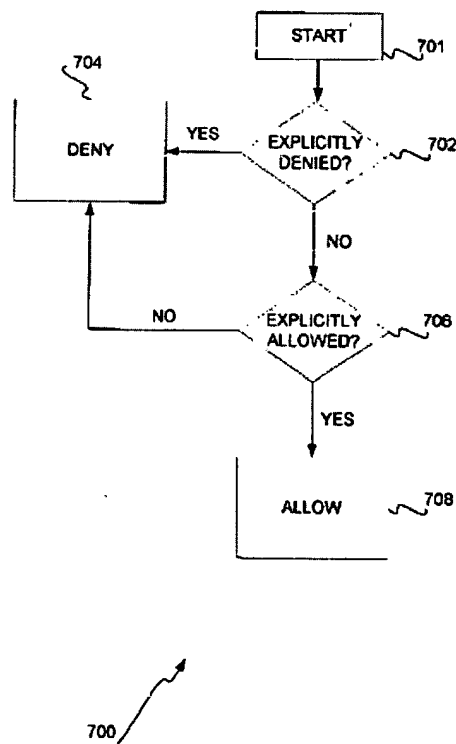 START
701
704
DENY
YES
EXPLICITLY
DENIED?
702
NO
NO
EXPLICITLY
ALLOWED?
706
YES
ALLOW
708
700